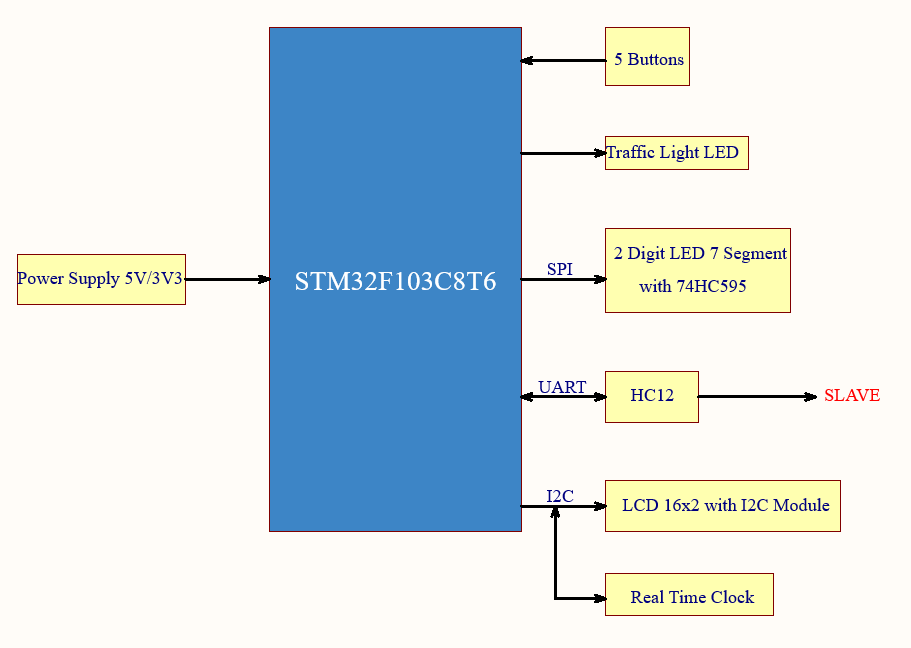 5 Buttons
Traffic Light LED
2 Digit LED 7 Segment
with 74HC595
SPI
Power Supply 5V/3V3
STM32F103C8T6
UART
HC12
SLAVE
I2C
LCD 16x2 with I2C Module
Real Time Clock